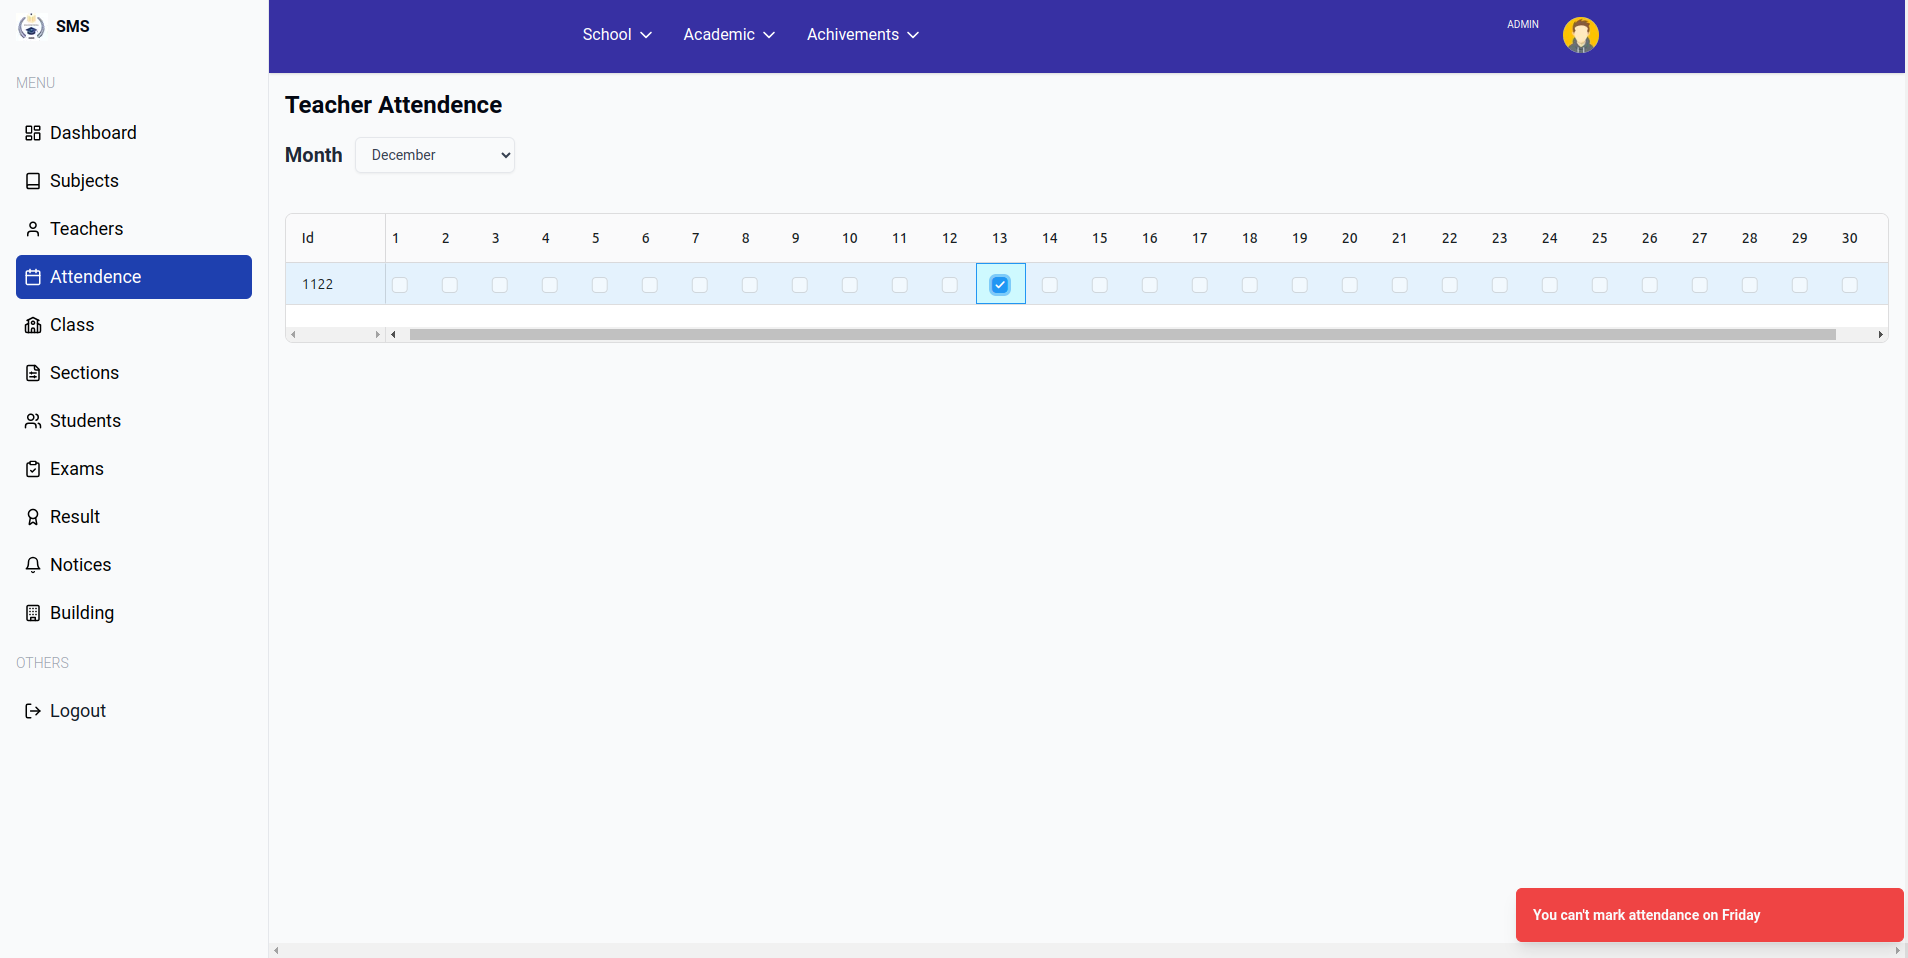 SMS
School Academic Achivements ADMIN
MENU
Dashboard
Subjects
Teachers
Attendence
Class
Sections
Students
Exams
Result
Notices
Building
OTHERS
Logout
Teacher Attendence
Month December
Id 1 2 3 4 5 6 7 8 9 10 11 12 13 14 15 16 17 18 19 20 21 22 23 24 25 26 27 28 29 30
1122
You can't mark attendance on Friday